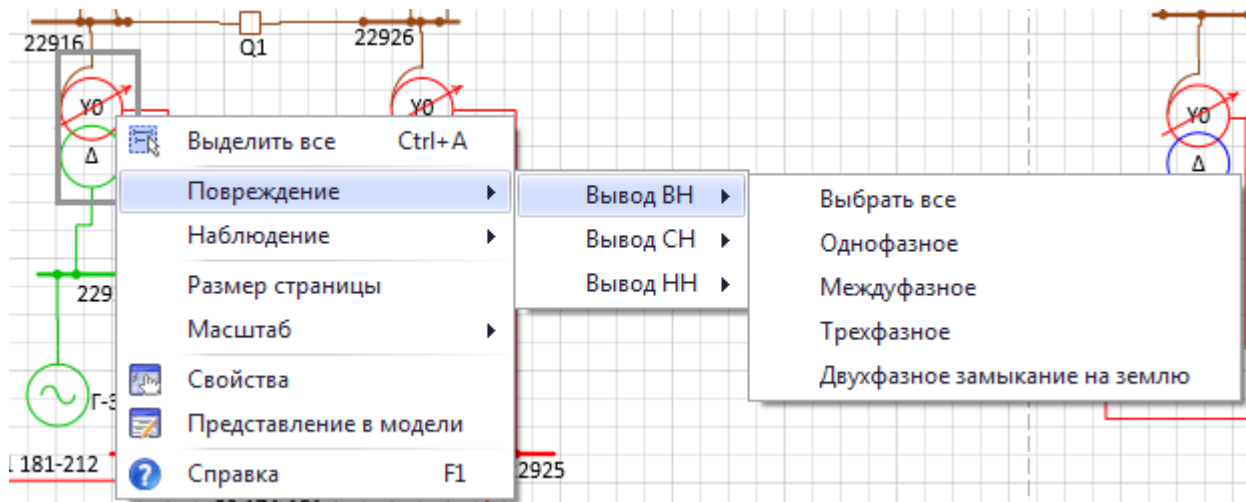 22916
Q1
22926
Y0
Y0
Y0
Δ
Δ
Выделить все Ctrl+A
Повреждение
Наблюдение
Размер страницы
Масштаб
Свойства
Представление в модели
Справка F1
Вывод ВН
Вывод СН
Вывод НН
Выбрать все
Однофазное
Междуфазное
Трехфазное
Двухфазное замыкание на землю
181-212